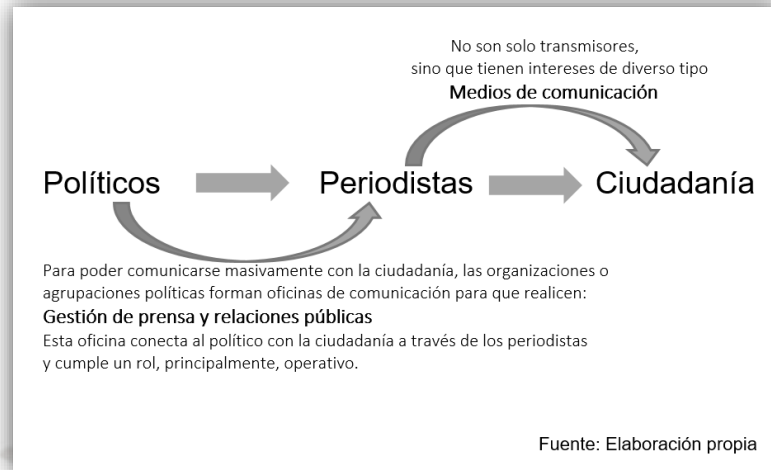 No son solo transmisores,
sino que tienen intereses de diverso tipo
Medios de comunicación
Políticos
Periodistas
Ciudadanía
Para poder comunicarse masivamente con la ciudadanía, las organizaciones o
agrupaciones políticas forman oficinas de comunicación para que realicen:
Gestión de prensa y relaciones públicas
Esta oficina conecta al político con la ciudadanía a través de los periodistas
y cumple un rol, principalmente, operativo.
Fuente: Elaboración propia